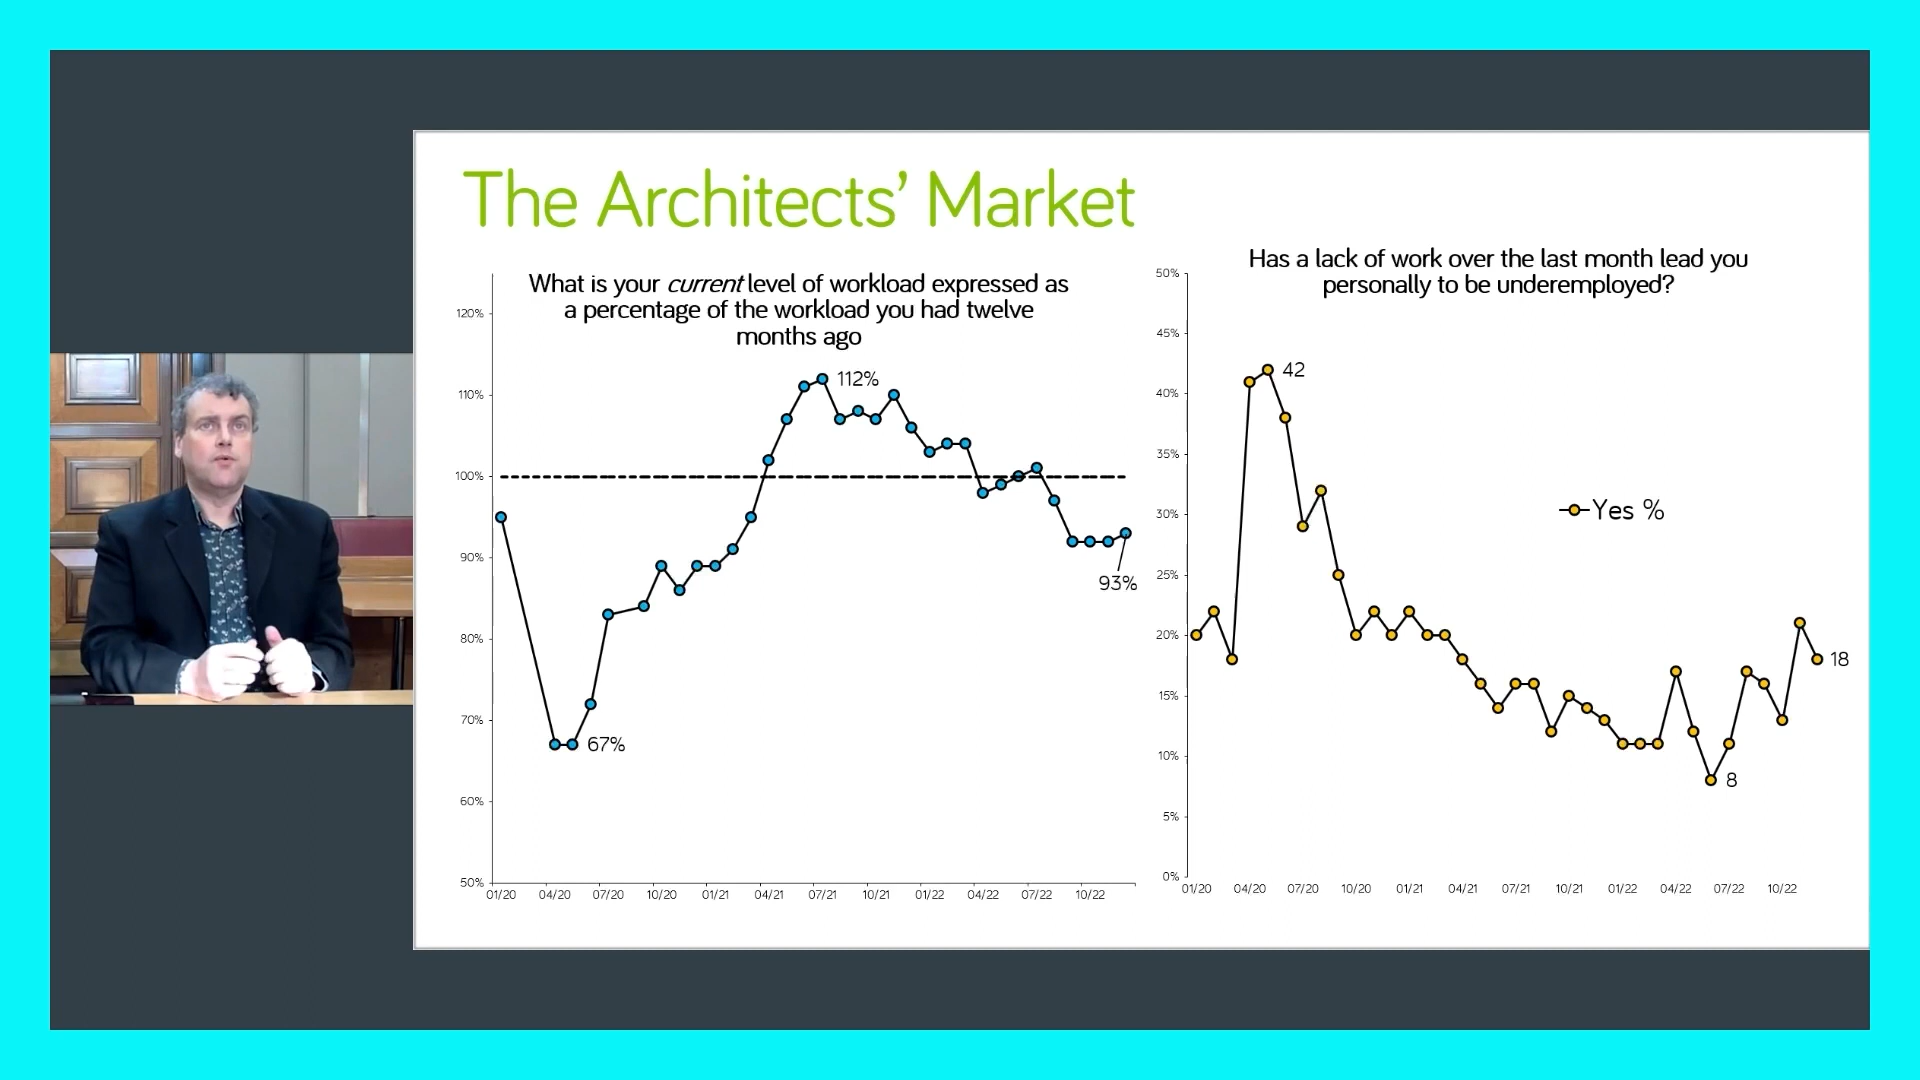 The Architects’ Market
What is your current level of workload expressed as
a percentage of the workload you had twelve
months ago
120%
110%
100%
90%
80%
70%
60%
50%
112%
93%
67%
01/20 04/20 07/20 10/20 01/21 04/21 07/21 10/21 01/22 04/22 07/22 10/22
Has a lack of work over the last month lead you
personally to be underemployed?
50%
45%
40%
35%
30%
25%
20%
15%
10%
5%
0%
42
Yes %
18
8
01/20 04/20 07/20 10/20 01/21 04/21 07/21 10/21 01/22 04/22 07/22 10/22